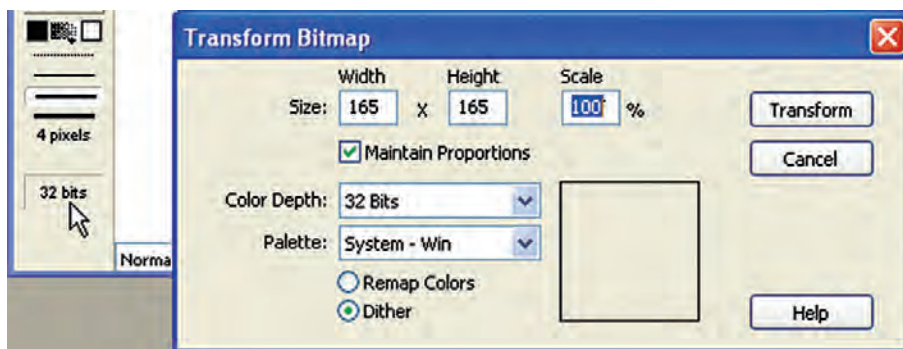 Transform Bitmap
Width Height Scale
Size: 165 x 165 100 %
Transform
Maintain Proportions
Cancel
Color Depth: 32 Bits
Palette: System - Win
Remap Colors
Dither
Help
4 pixels
32 bits
Norma